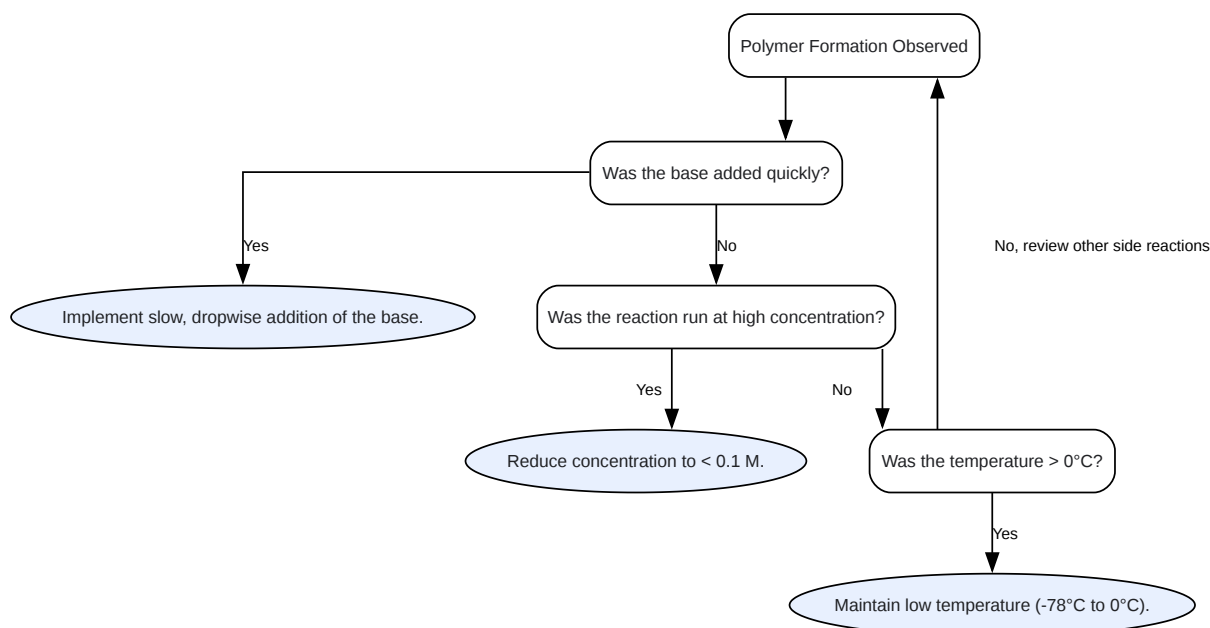 Polymer Formation Observed
Was the base added quickly?
Yes
No
No, review other side reactions
Implement slow, dropwise addition of the base.
Was the reaction run at high concentration?
Yes
No
Reduce concentration to < 0.1 M.
Was the temperature > 0°C?
Yes
Maintain low temperature (-78°C to 0°C).